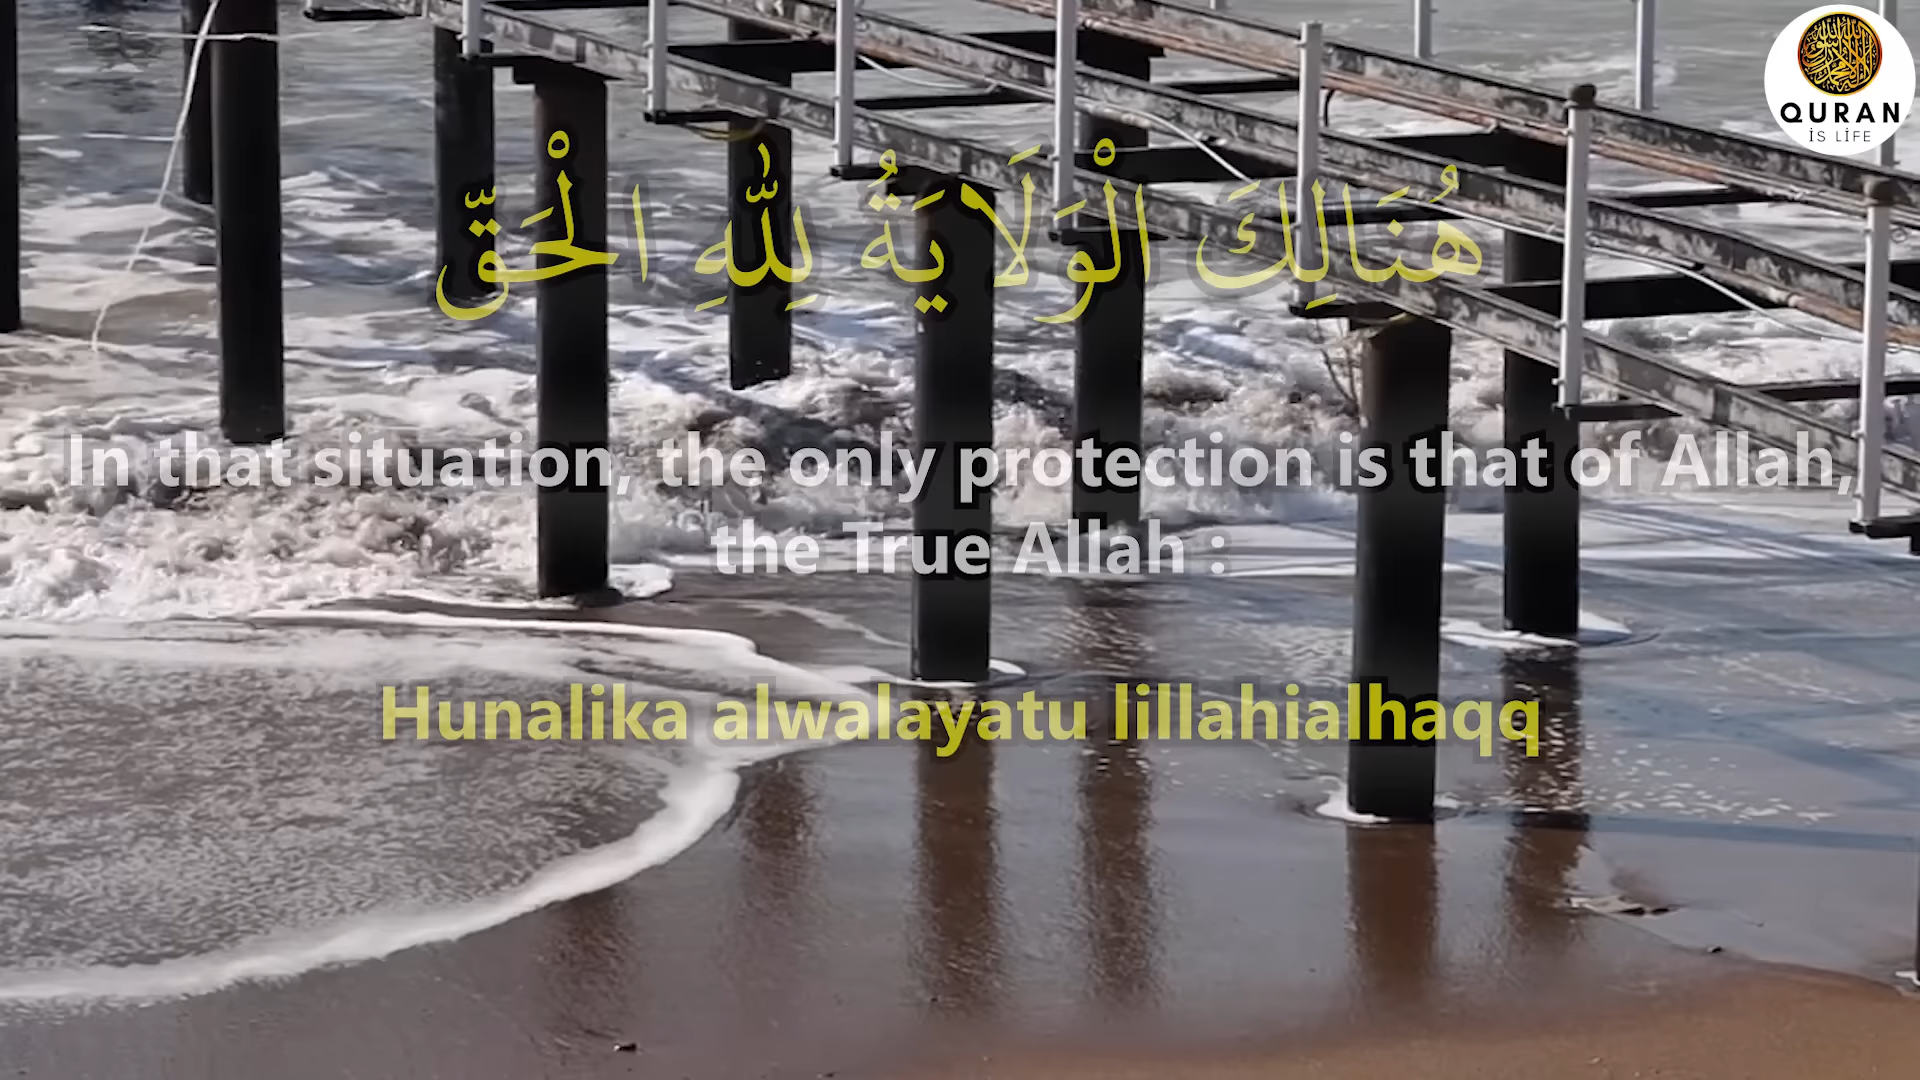 هُنَالِكَ الْوَلَايَةُ لِلّٰهِ الْحَقِّ
In that situation, the only protection is that of Allah,
the True Allah :
Hunalika alwalayatu lillahialhaqq
QURAN
İS LİFE